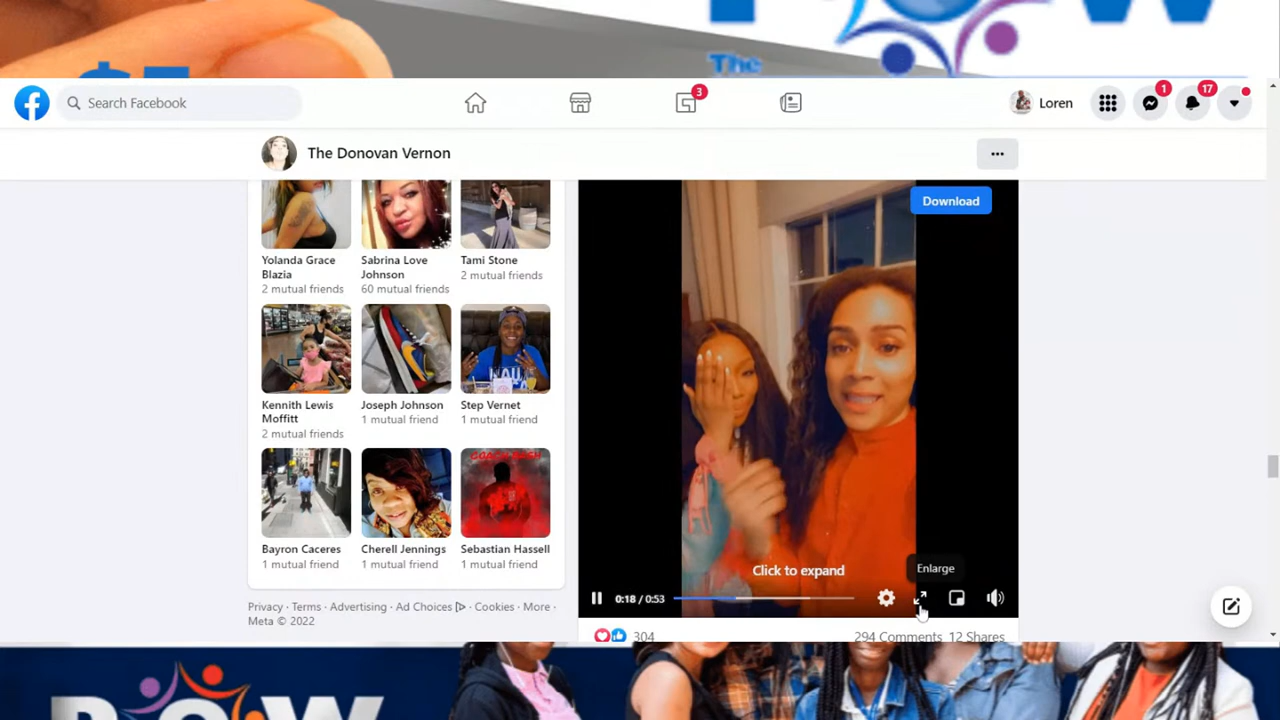 The
Search Facebook
3
Loren
1
17
The Donovan Vernon
...
Download
Yolanda Grace
Blazia
2 mutual friends
Sabrina Love
Johnson
60 mutual friends
Tami Stone
2 mutual friends
Kennith Lewis
Moffitt
2 mutual friends
Joseph Johnson
1 mutual friend
Step Vernet
1 mutual friend
Bayron Caceres
1 mutual friend
Cherell Jennings
1 mutual friend
Sebastian Hassell
1 mutual friend
Click to expand
Enlarge
0:18 / 0:53
Privacy · Terms · Advertising · Ad Choices · Cookies · More ·
Meta © 2022
304
294 Comments 12 Shares